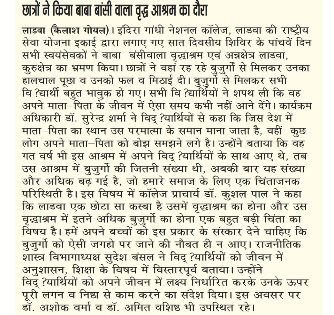 छात्रों ने किया बाबा बांसी वाला वृद्ध आश्रम का दौरा
लाडवा (कैलाश गोयल)। इंदिरा गांधी नेशनल कॉलेज, लाडवा की राष्ट्रीय
सेवा योजना इकाई द्वारा लगाए गए सात दिवसीय शिविर के पांचवें दिन
सभी स्वयंसेवकों ने बाबा बंसीवाला वृद्धाश्रम एवं अन्नक्षेत्र लाडवा,
कुरुक्षेत्र का भ्रमण किया। छात्रों ने वहां रह रहे बुजुर्गों से मिलकर उनका
हालचाल पूछा व उनको फल व मिठाई दी। बुजुर्गों से मिलकर सभी
विद्यार्थी बहुत भावुक हो गए। सभी विद्यार्थियों ने शपथ ली कि वह
अपने माता-पिता के जीवन में ऐसा समय कभी नहीं आने देंगे। कार्यकम
अधिकारी डॉ. सुरेन्द्र शर्मा ने विद्यार्थियों से कहा कि जिस देश में
माता-पिता का स्थान उस परमात्मा के समान माना जाता है, वहीं कुछ
लोग अपने माता-पिता को बोझ समझने लगे है। उन्होंने बताया कि वह
गत वर्ष भी इस आश्रम में अपने विद्यार्थियों के साथ आए थे, तब
उस आश्रम में बुजुर्गों की जितनी संख्या थी, अबकी बार यह संख्या
और अधिक बढ़ गई है, जो हमारे समाज के लिए एक चिंताजनक
परिस्थिती है। इस विषय में कॉलेज प्राचार्य डॉ. कुशल पाल ने कहा
कि लाडवा एक छोटा सा कस्बा है उसमें वृद्धाश्रम का होना और उस
वृद्धाश्रम में इतने अधिक बुजुर्गों का होना एक बहुत बड़ी चिंता का
विषय है। हमें अपने बच्चों को इस प्रकार के संस्कार देने चाहिए कि
बुजुर्गों को ऐसी जगहो पर जाने की नौबत ही न आए। राजनीतिक
शास्त्र विभागाध्यक्ष सुदेश बंसल ने विद्यार्थियों को जीवन में
अनुशासन, शिक्षा के विषय में विस्तारपूर्व बताया। उन्होंने
विद्यार्थियों को अपने जीवन में लक्ष्य निर्धारित करके उनके ऊपर
पूरी लगन व निष्ठा से काम करने का संदेश दिया। इस अवसर पर
डॉ. अशोक वर्मा व डॉ. अमित वशिष्ठ भी उपस्थित रहे।